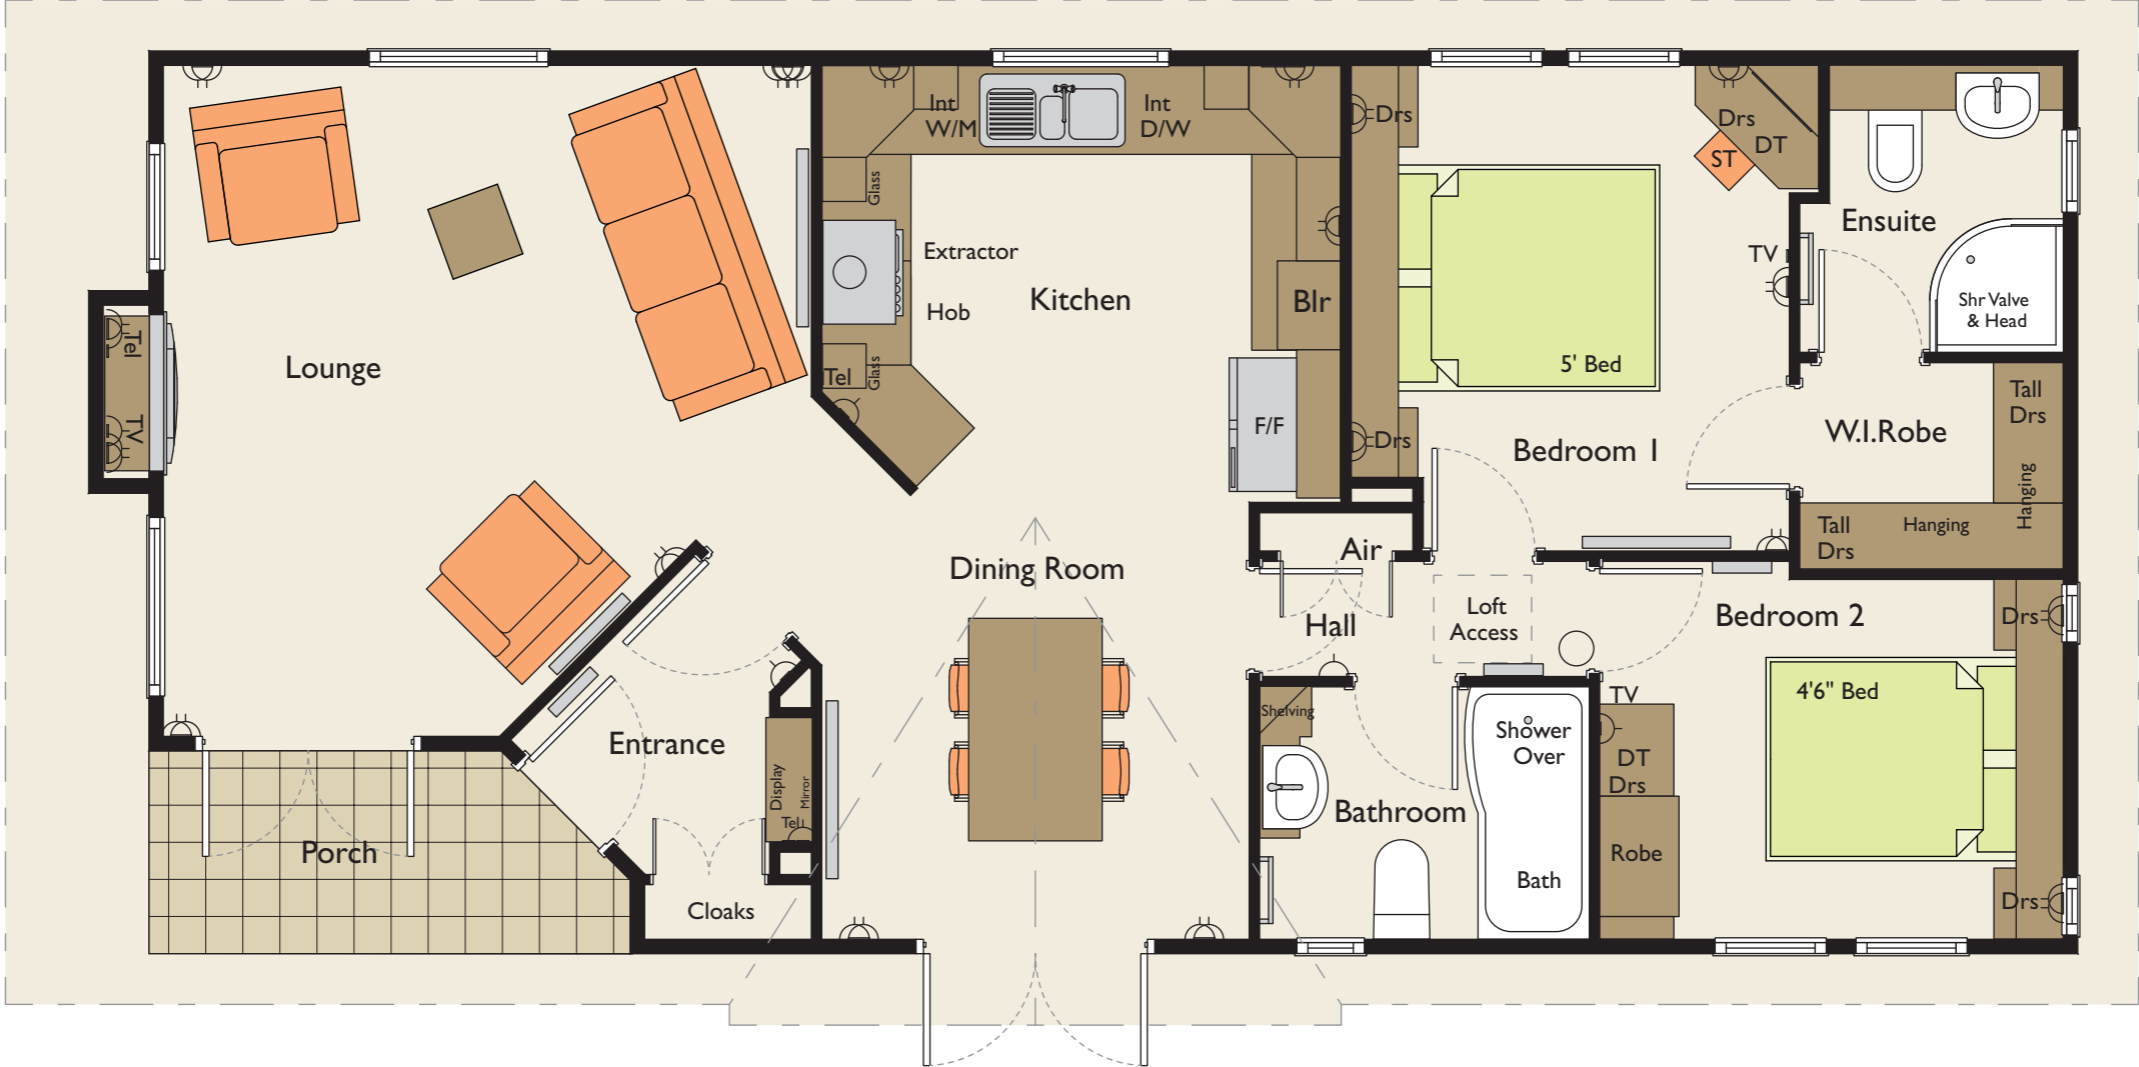 Int
W/M
Int
D/W
Glass
Extractor
Hob
Kitchen
Blr
Tel
Glass
F/F
Lounge
Tel
TV
Drs
5' Bed
Drs
Bedroom 1
Drs
DT
ST
TV
Ensuite
Shr Valve
& Head
W.I.Robe
Tall
Drs
Hanging
Tall
Drs
Hanging
Dining Room
Air
Hall
Loft
Access
Bedroom 2
Drs
4'6" Bed
TV
DT
Drs
Robe
Drs
Shelving
Shower
Over
Bathroom
Bath
Entrance
Display
Mirror
Tel
Cloaks
Porch